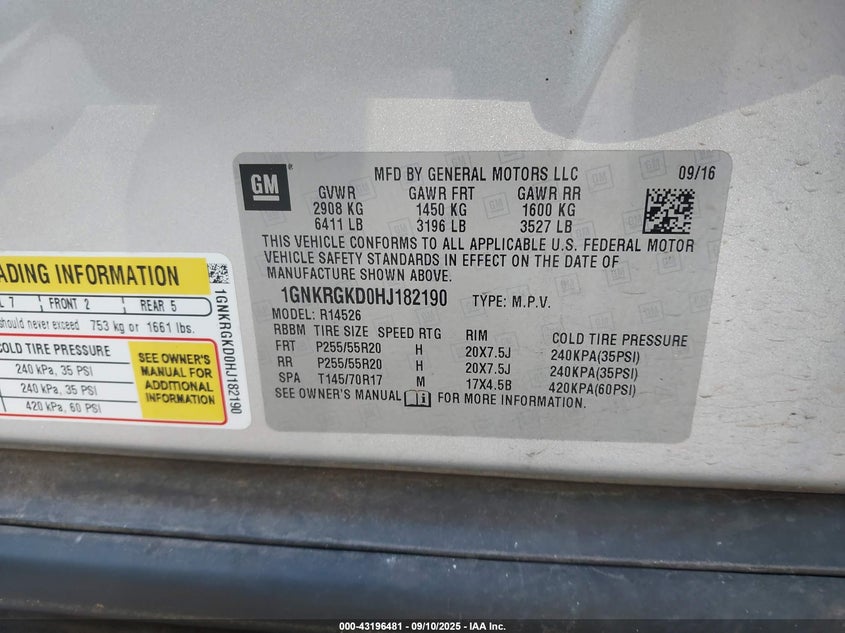 GM
MFD BY GENERAL MOTORS LLC 09/16
GVWR GAWR FRT GAWR RR
2908 KG 1450 KG 1600 KG
6411 LB 3196 LB 3527 LB
THIS VEHICLE CONFORMS TO ALL APPLICABLE U.S. FEDERAL MOTOR
VEHICLE SAFETY STANDARDS IN EFFECT ON THE DATE OF
MANUFACTURE SHOWN ABOVE.
1GNKRGKD0HJ182190 TYPE: M.P.V.
MODEL: R14526
RBBM TIRE SIZE SPEED RTG RIM COLD TIRE PRESSURE
FRT P255/55R20 H 20X7.5J 240KPA(35PSI)
RR P255/55R20 H 20X7.5J 240KPA(35PSI)
SPA T145/70R17 M 17X4.5B 420KPA(60PSI)
SEE OWNER'S MANUAL FOR MORE INFORMATION.
ADING INFORMATION
L 7 FRONT 2 REAR 5
should never exceed 753 kg or 1661 lbs.
COLD TIRE PRESSURE
240 kPa, 35 PSI
240 kPa, 35 PSI
420 kPa, 60 PSI
SEE OWNER'S
MANUAL FOR
ADDITIONAL
INFORMATION
1GNKRGKD0HJ182190
000-43196481 - 09/10/2025 - IAA Inc.